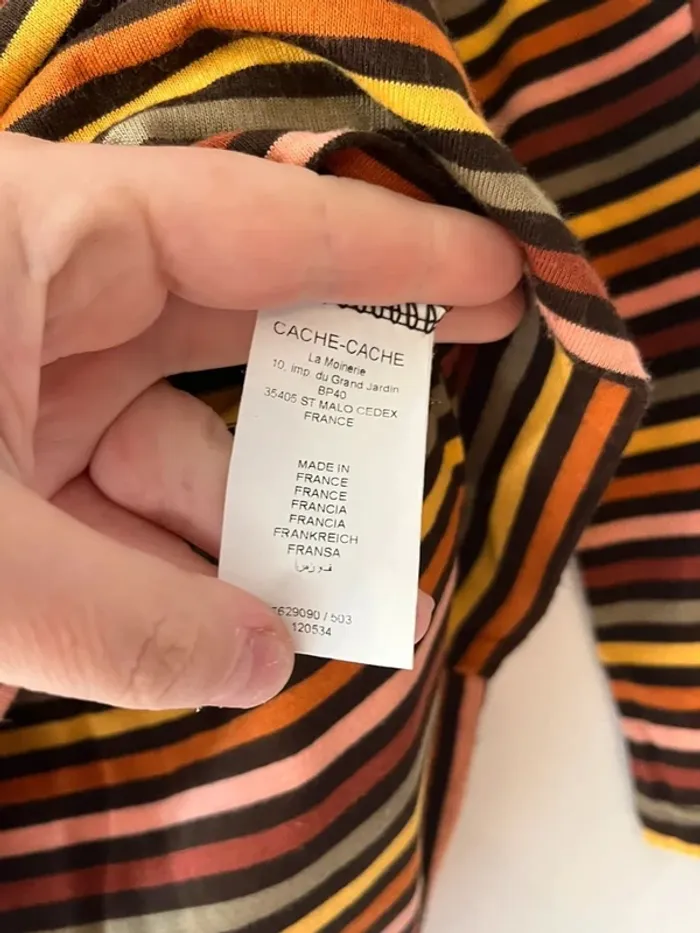 CACHE-CACHE
La Moinerie
10, imp. du Grand Jardin
BP40
35405 ST MALO CEDEX
FRANCE
MADE IN
FRANCE
FRANCE
FRANCIA
FRANCIA
FRANKREICH
FRANSA
629090 / 503
120534